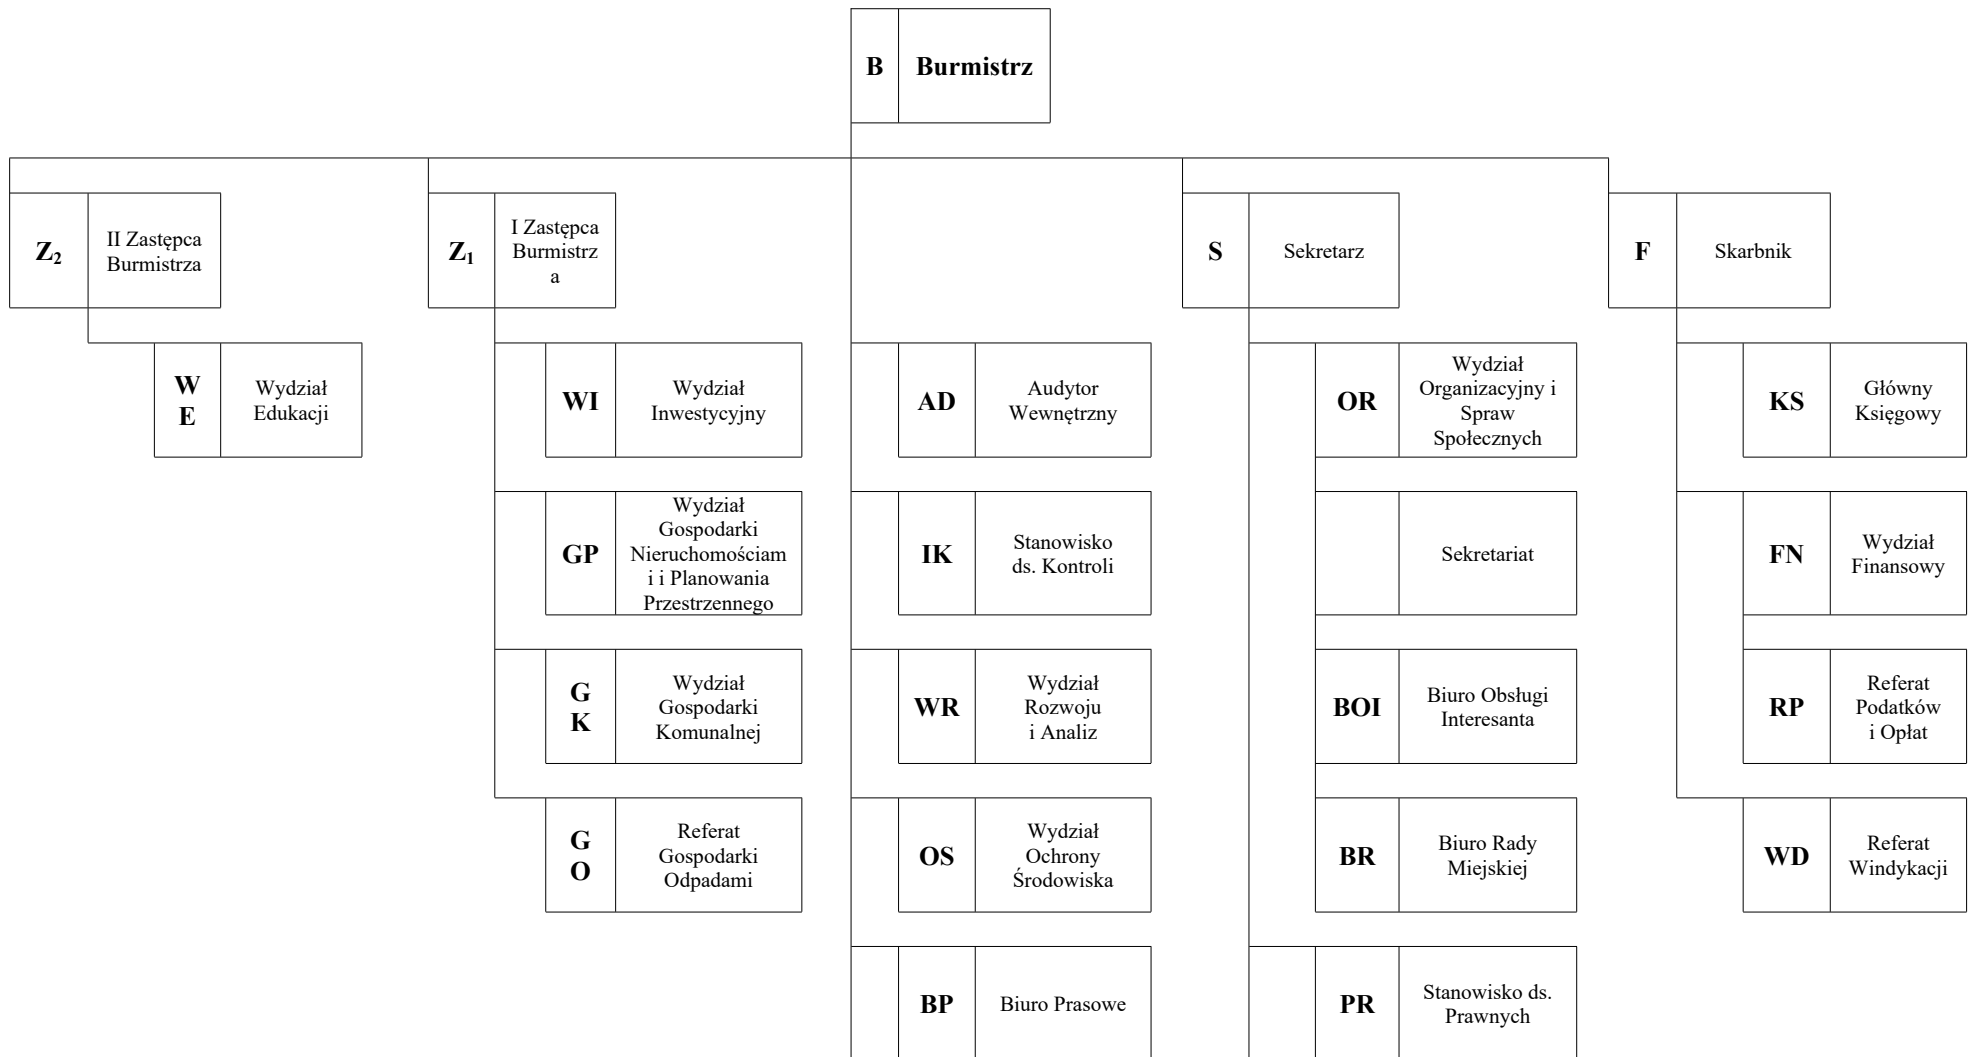 B
Burmistrz
Z₂
II Zastępca
Burmistrza
Z₁
I Zastępca
Burmistrz
a
S
Sekretarz
F
Skarbnik
W
E
Wydział
Edukacji
WI
Wydział
Inwestycyjny
AD
Audytor
Wewnętrzny
OR
Wydział
Organizacyjny i
Spraw
Społecznych
KS
Główny
Księgowy
GP
Wydział
Gospodarki
Nieruchomościam
i i Planowania
Przestrzennego
IK
Stanowisko
ds. Kontroli
Sekretariat
FN
Wydział
Finansowy
G
K
Wydział
Gospodarki
Komunalnej
WR
Wydział
Rozwoju
i Analiz
BOI
Biuro Obsługi
Interesanta
RP
Referat
Podatków
i Opłat
G
O
Referat
Gospodarki
Odpadami
OS
Wydział
Ochrony
Środowiska
BR
Biuro Rady
Miejskiej
WD
Referat
Windykacji
BP
Biuro Prasowe
PR
Stanowisko ds.
Prawnych